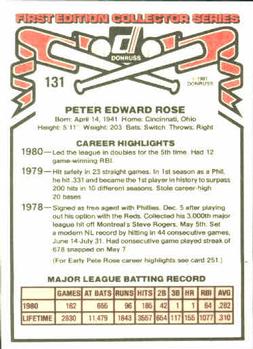 FIRST EDITION COLLECTOR SERIES
DONRUSS
131
© 1981
DONRUSS
PETER EDWARD ROSE
Born: April 14, 1941 Home: Cincinnati, Ohio
Height: 5'11" Weight: 203 Bats: Switch Throws: Right
CAREER HIGHLIGHTS
1980—Led the league in doubles for the 5th time. Had 12
game-winning RBI.
1979—Hit safely in 23 straight games. In 1st season as a Phil,
he hit .331 and became the 1st player in history to surpass
200 hits in 10 different seasons. Stole career-high
20 bases.
1978—Signed as free agent with Phillies, Dec. 5 after playing
out his option with the Reds. Collected his 3,000th major
league hit off Montreal's Steve Rogers, May 5th. Set
a modern NL record by hitting in 44 consecutive games,
June 14-July 31. Had consecutive game played streak of
678 snapped on May 7
(For Early Pete Rose career highlights see card 251.)
MAJOR LEAGUE BATTING RECORD
GAMES AT BATS RUNS HITS 2B 3B HR RBI AVG
1980 162 655 96 185 42 1 1 64 .282
LIFETIME 2830 11,479 1843 3557 654 117 155 1077 .310